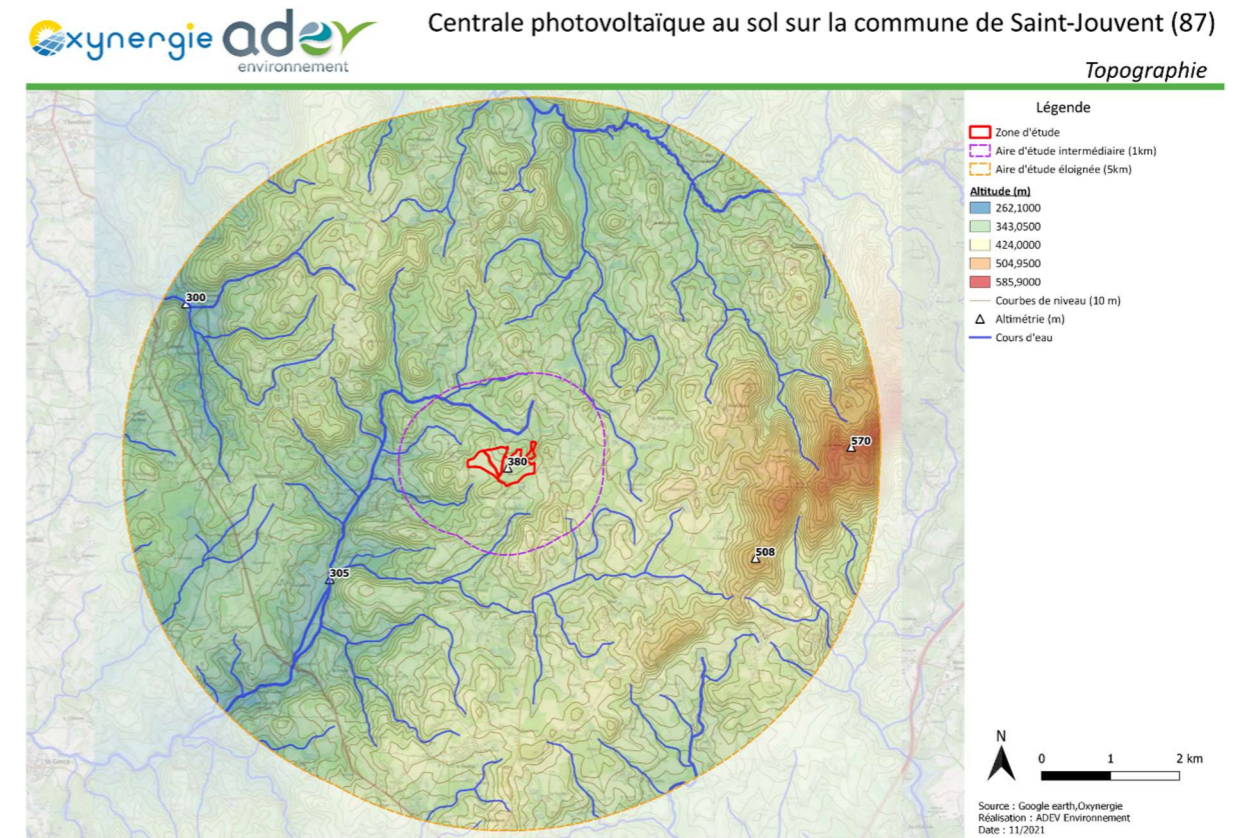 Oxynergie
adev
environnement
Centrale photovoltaïque au sol sur la commune de Saint-Jouvent (87)
Topographie
Légende
Zone d'étude
Aire d'étude intermédiaire (1km)
Aire d'étude éloignée (5km)
Altitude (m)
262,1000
343,0500
424,0000
504,9500
585,9000
Courbes de niveau (10 m)
Altimétrie (m)
Cours d'eau
300
570
380
508
305
N
0 1 2 km
Source : Google earth,Oxynergie
Réalisation : ADEV Environnement
Date : 11/2021